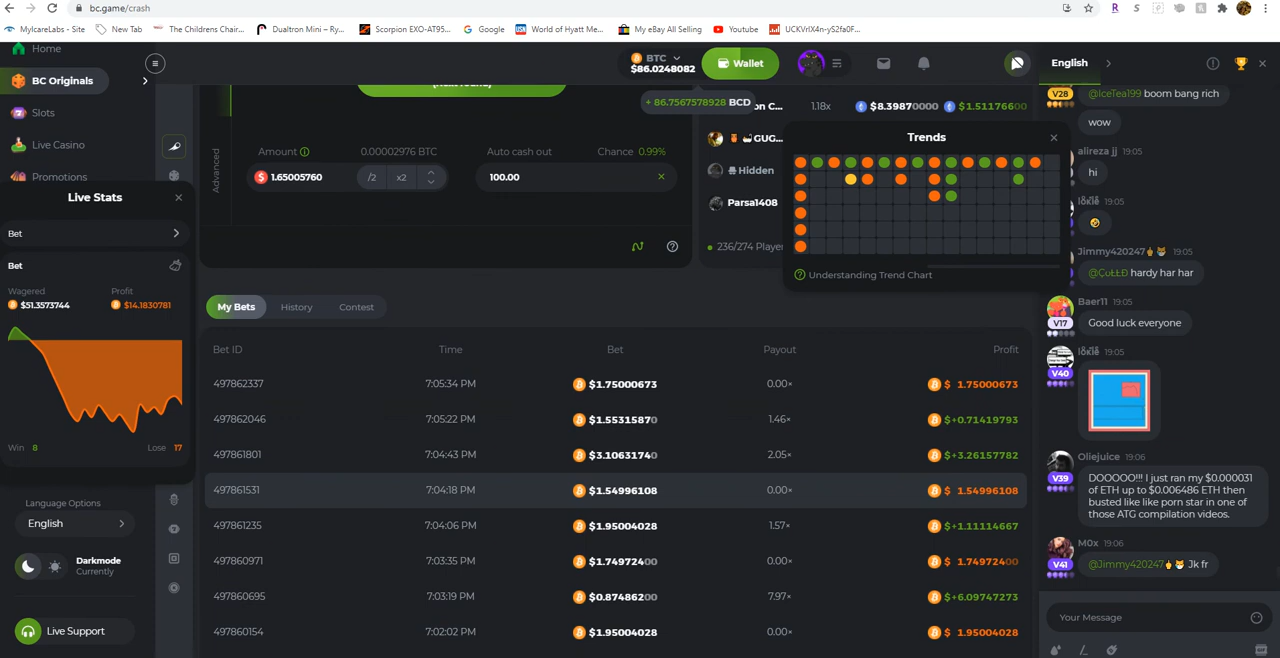 bc.game/crash
MylcareLabs - Site
New Tab
The Childrens Chair...
Dualtron Mini – Ry...
Scorpion EXO-AT95...
Google
World of Hyatt Me...
My eBay All Selling
Youtube
UCKVrIX4n-yS2fa0F...
Home
BC Originals
Slots
Live Casino
Promotions
BTC
$86.0248082
Wallet
+ 86.7567578928 BCD
English
Advanced
Amount
0.00002976 BTC
1.65005760
/2
x2
Auto cash out
Chance 0.99%
100.00
on C...
1.18x
8.39870000
1.51176600
GUG...
Hidden
Parsa1408
236/274 Player
Trends
Understanding Trend Chart
Live Stats
Bet
Bet
Wagered
Profit
$51.3573744
$14.1830781
Win 8
Lose 17
Language Options
English
Darkmode
Currently
Live Support
My Bets
History
Contest
Bet ID Time Bet Payout Profit
497862337 7:05:34 PM $1.75000673 0.00× $ 1.75000673
497862046 7:05:22 PM $1.55315870 1.46× $+0.71419793
497861801 7:04:43 PM $3.10631740 2.05× $+3.26157782
497861531 7:04:18 PM $1.54996108 0.00× $ 1.54996108
497861235 7:04:06 PM $1.95004028 1.57× $+1.11114667
497860971 7:03:35 PM $1.74972400 0.00× $ 1.74972400
497860695 7:03:19 PM $0.87486200 7.97× $+6.09747273
497860154 7:02:02 PM $1.95004028 0.00× $ 1.95004028
V28
@IceTea199 boom bang rich
wow
alireza jj 19:05
hi
19:05
Jimmy420247 19:05
hardy har har
Baer11 19:05
V17
Good luck everyone
19:05
V40
Oliejuice 19:06
V39
DOOOOO!!! I just ran my $0.000031
of ETH up to $0.006486 ETH then
busted like like porn star in one of
those ATG compilation videos.
M0x 19:06
V41
@Jimmy420247 Jk fr
Your Message